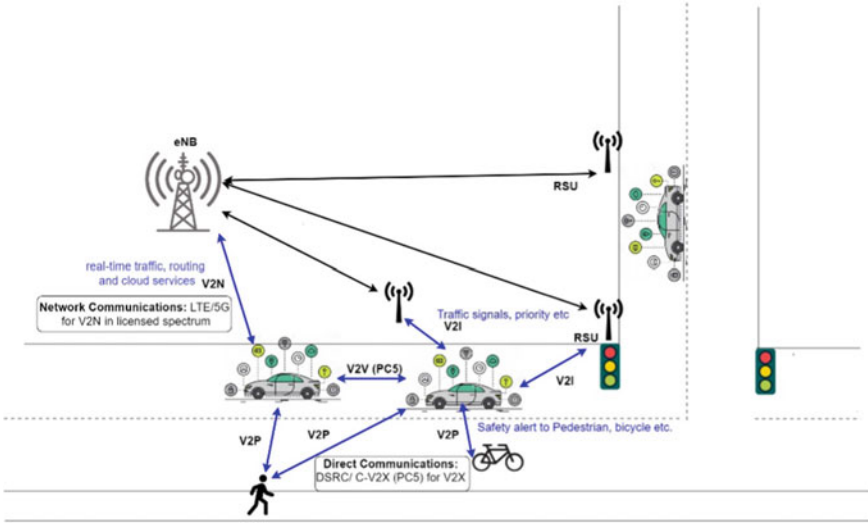 eNB
RSU
real-time traffic, routing
and cloud services
V2N
Network Communications: LTE/5G
for V2N in licensed spectrum
Traffic signals, priority etc
V2I
RSU
V2V (PC5)
V2I
V2P
V2P
V2P
Safety alert to Pedestrian, bicycle etc.
Direct Communications:
DSRC/ C-V2X (PC5) for V2X